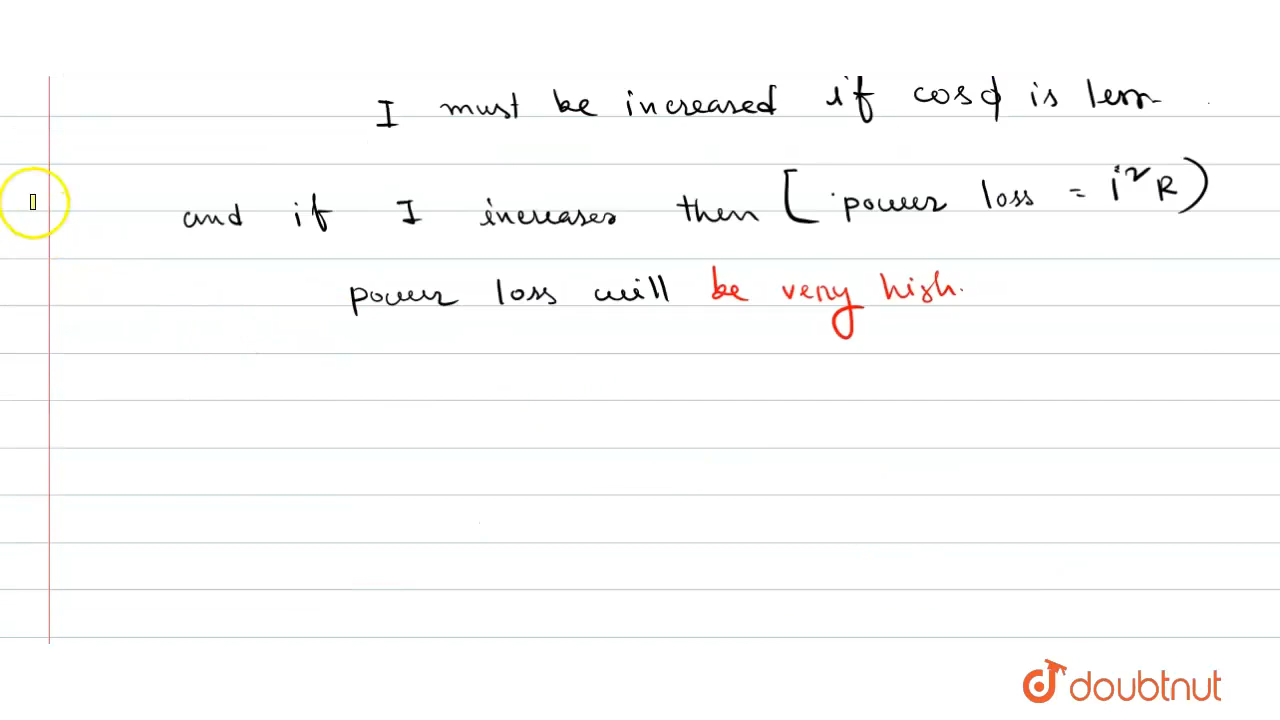 I must be increased if cosϕ is less
and if I increases then [power loss = i²R)
power loss will be very high.
doubtnut